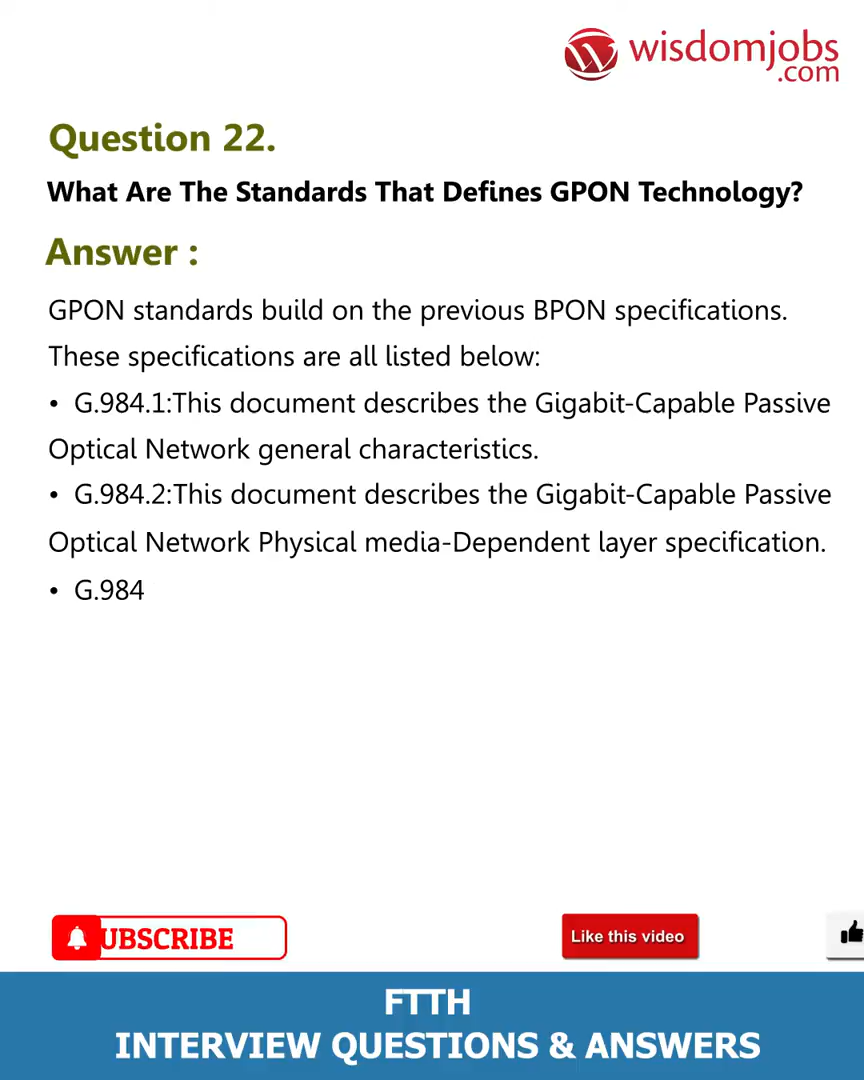 wisdomjobs
.com
Question 22.
What Are The Standards That Defines GPON Technology?
Answer :
GPON standards build on the previous BPON specifications.
These specifications are all listed below:
• G.984.1:This document describes the Gigabit-Capable Passive
Optical Network general characteristics.
• G.984.2:This document describes the Gigabit-Capable Passive
Optical Network Physical media-Dependent layer specification.
• G.984
UBSCRIBE
Like this video
FTTH
INTERVIEW QUESTIONS & ANSWERS